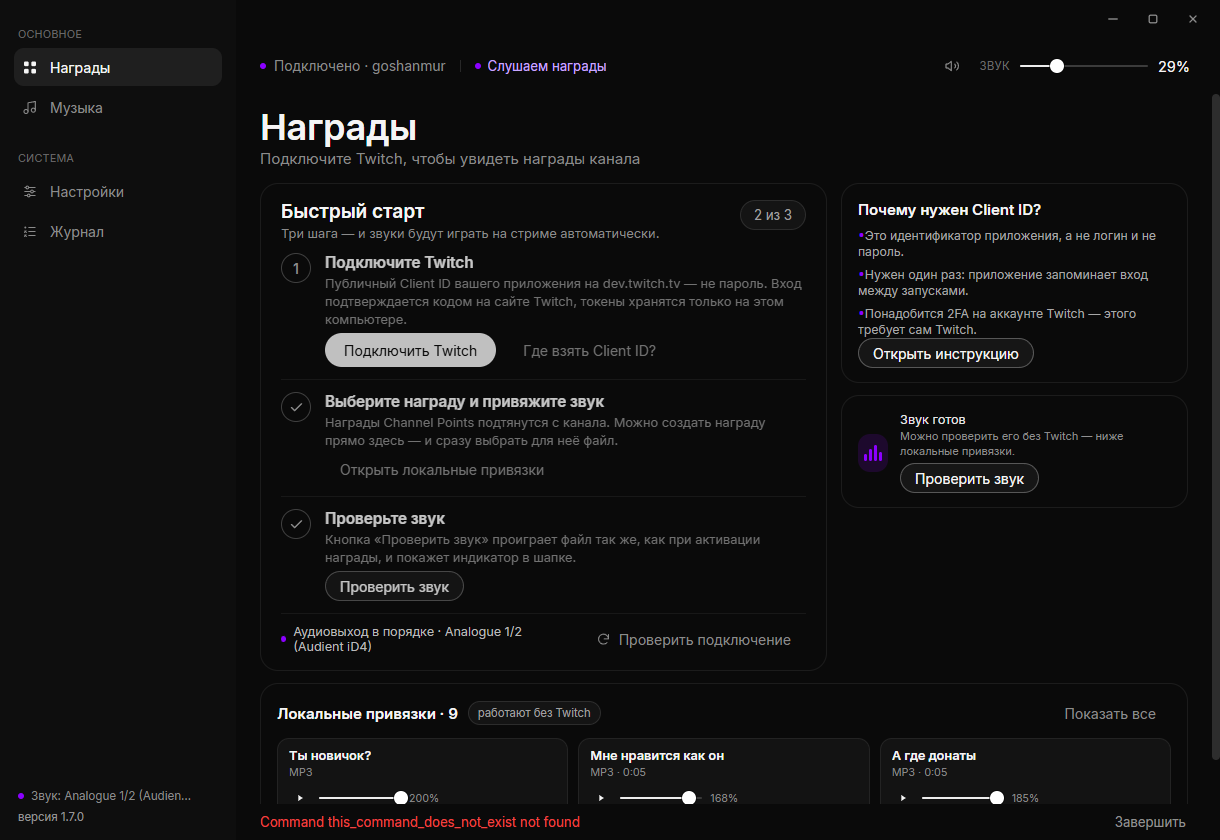 ОСНОВНОЕ
Награды
Музыка
СИСТЕМА
Настройки
Журнал
Звук: Analogue 1/2 (Audien...
версия 1.7.0
Подключено · goshanmur
Слушаем награды
ЗВУК
29%
Награды
Подключите Twitch, чтобы увидеть награды канала
Быстрый старт
2 из 3
Три шага — и звуки будут играть на стриме автоматически.
1
Подключите Twitch
Публичный Client ID вашего приложения на dev.twitch.tv — не пароль. Вход
подтверждается кодом на сайте Twitch, токены хранятся только на этом
компьютере.
Подключить Twitch
Где взять Client ID?
Выберите награду и привяжите звук
Награды Channel Points подтянутся с канала. Можно создать награду
прямо здесь — и сразу выбрать для неё файл.
Открыть локальные привязки
Проверьте звук
Кнопка «Проверить звук» проиграет файл так же, как при активации
награды, и покажет индикатор в шапке.
Проверить звук
Аудиовыход в порядке · Analogue 1/2
(Audient iD4)
Проверить подключение
Почему нужен Client ID?
•Это идентификатор приложения, а не логин и не
пароль.
•Нужен один раз: приложение запоминает вход
между запусками.
•Понадобится 2FA на аккаунте Twitch — этого
требует сам Twitch.
Открыть инструкцию
Звук готов
Можно проверить его без Twitch — ниже
локальные привязки.
Проверить звук
Локальные привязки · 9
работают без Twitch
Показать все
Ты новичок?
MP3
200%
Мне нравится как он
MP3 · 0:05
168%
А где донаты
MP3 · 0:05
185%
Command this_command_does_not_exist not found
Завершить